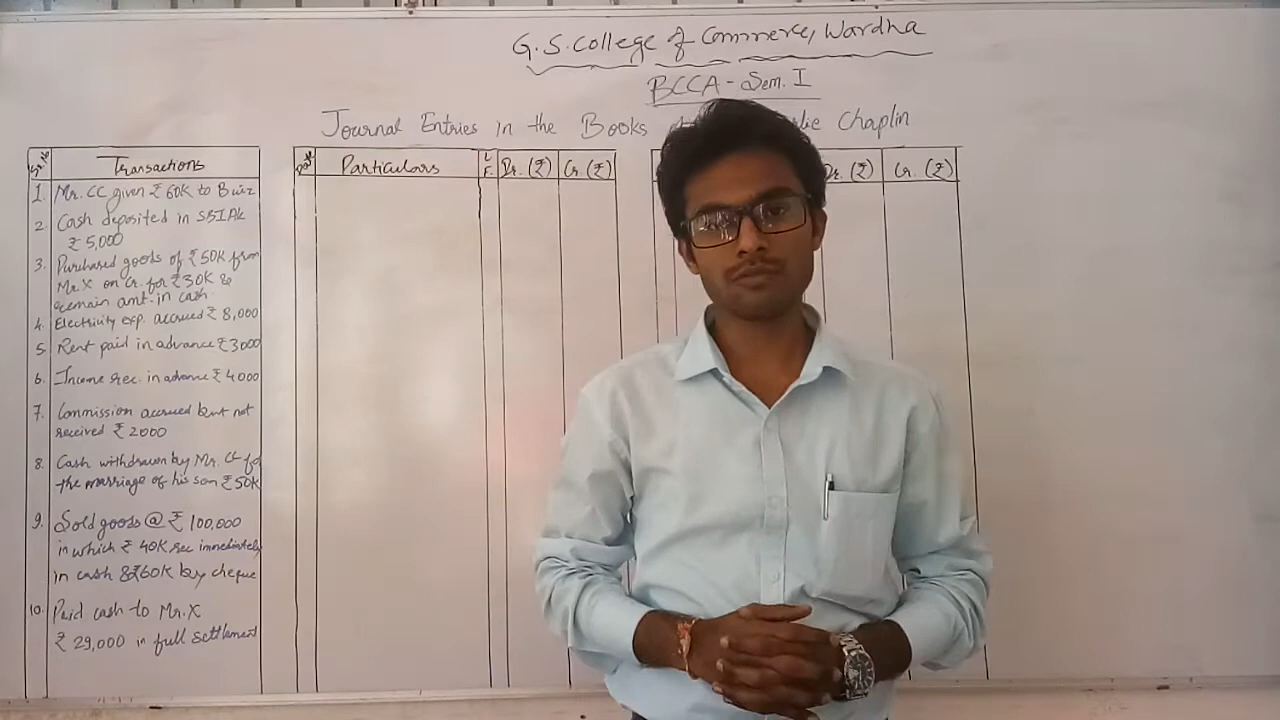 G.S. College of Commerce, Wardha
BCCA - Sem. I
Journal Entries in the Books lie Chaplin
Sr. No. Transactions
1. Mr. CC given ₹ 60K to Buiz
2. Cash deposited in SBI A/c
₹ 5,000
3. Purchased goods of ₹ 50K from
Mr. X on Cr. for ₹ 30K &
remain amt. in cash
4. Electricity exp. accrued ₹ 8,000
5. Rent paid in advance ₹ 3000
6. Income rec. in advance ₹ 4000
7. Commission accrued but not
received ₹ 2000
8. Cash withdrawn by Mr. CC for
the marriage of his son ₹ 50K
9. Sold goods @ ₹ 100,000
in which ₹ 40K rec immediately
in cash & ₹ 60K by cheque
10. Paid cash to Mr. X
₹ 29,000 in full settlement
Date Particulars L F. Dr. (₹) Cr. (₹)
Dr. (₹) Cr. (₹)